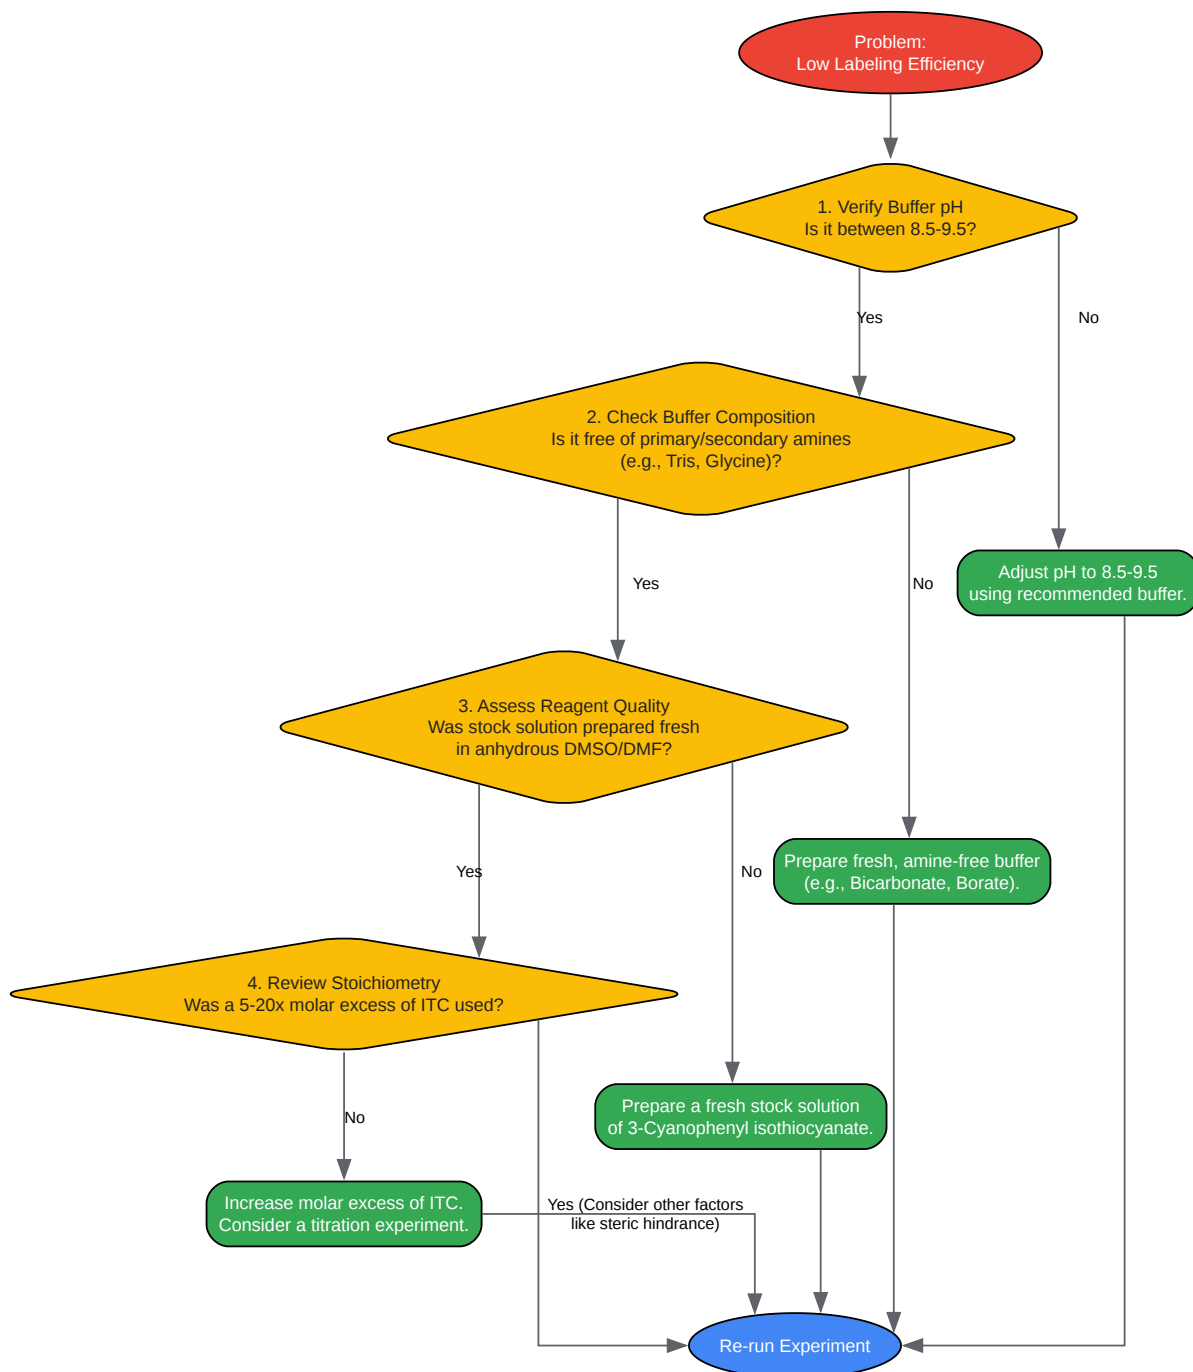 Problem:
Low Labeling Efficiency
1. Verify Buffer pH
Is it between 8.5-9.5?
Yes
No
2. Check Buffer Composition
Is it free of primary/secondary amines
(e.g., Tris, Glycine)?
Yes
No
Adjust pH to 8.5-9.5
using recommended buffer.
3. Assess Reagent Quality
Was stock solution prepared fresh
in anhydrous DMSO/DMF?
Yes
No
Prepare fresh, amine-free buffer
(e.g., Bicarbonate, Borate).
4. Review Stoichiometry
Was a 5-20x molar excess of ITC used?
No
Prepare a fresh stock solution
of 3-Cyanophenyl isothiocyanate.
Increase molar excess of ITC.
Consider a titration experiment.
Yes (Consider other factors
like steric hindrance)
Re-run Experiment